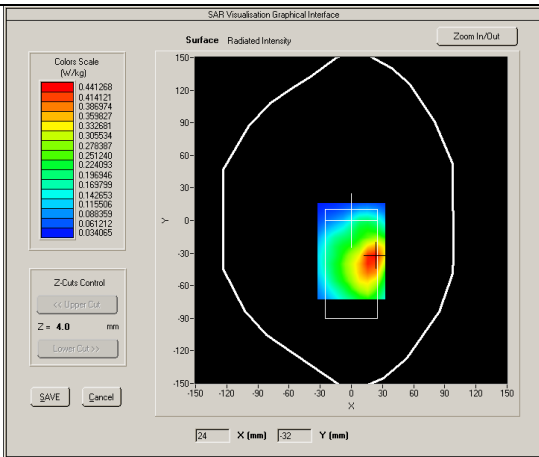 SAR Visualisation Graphical Interface
Surface Radiated Intensity
Zoom In/Out
Colors Scale
(W/kg)
0.441268
0.414121
0.386974
0.359827
0.332681
0.305534
0.278387
0.251240
0.224093
0.196946
0.169799
0.142653
0.115506
0.088359
0.061212
0.034065
Z-Cuts Control
<< Upper Cut
Z = 4.0 mm
Lower Cut >>
SAVE Cancel
150
120
90
60
30
0
-30
-60
-90
-120
-150
Y
-150 -120 -90 -60 -30 0 30 60 90 120 150
X
24 X (mm) -32 Y (mm)